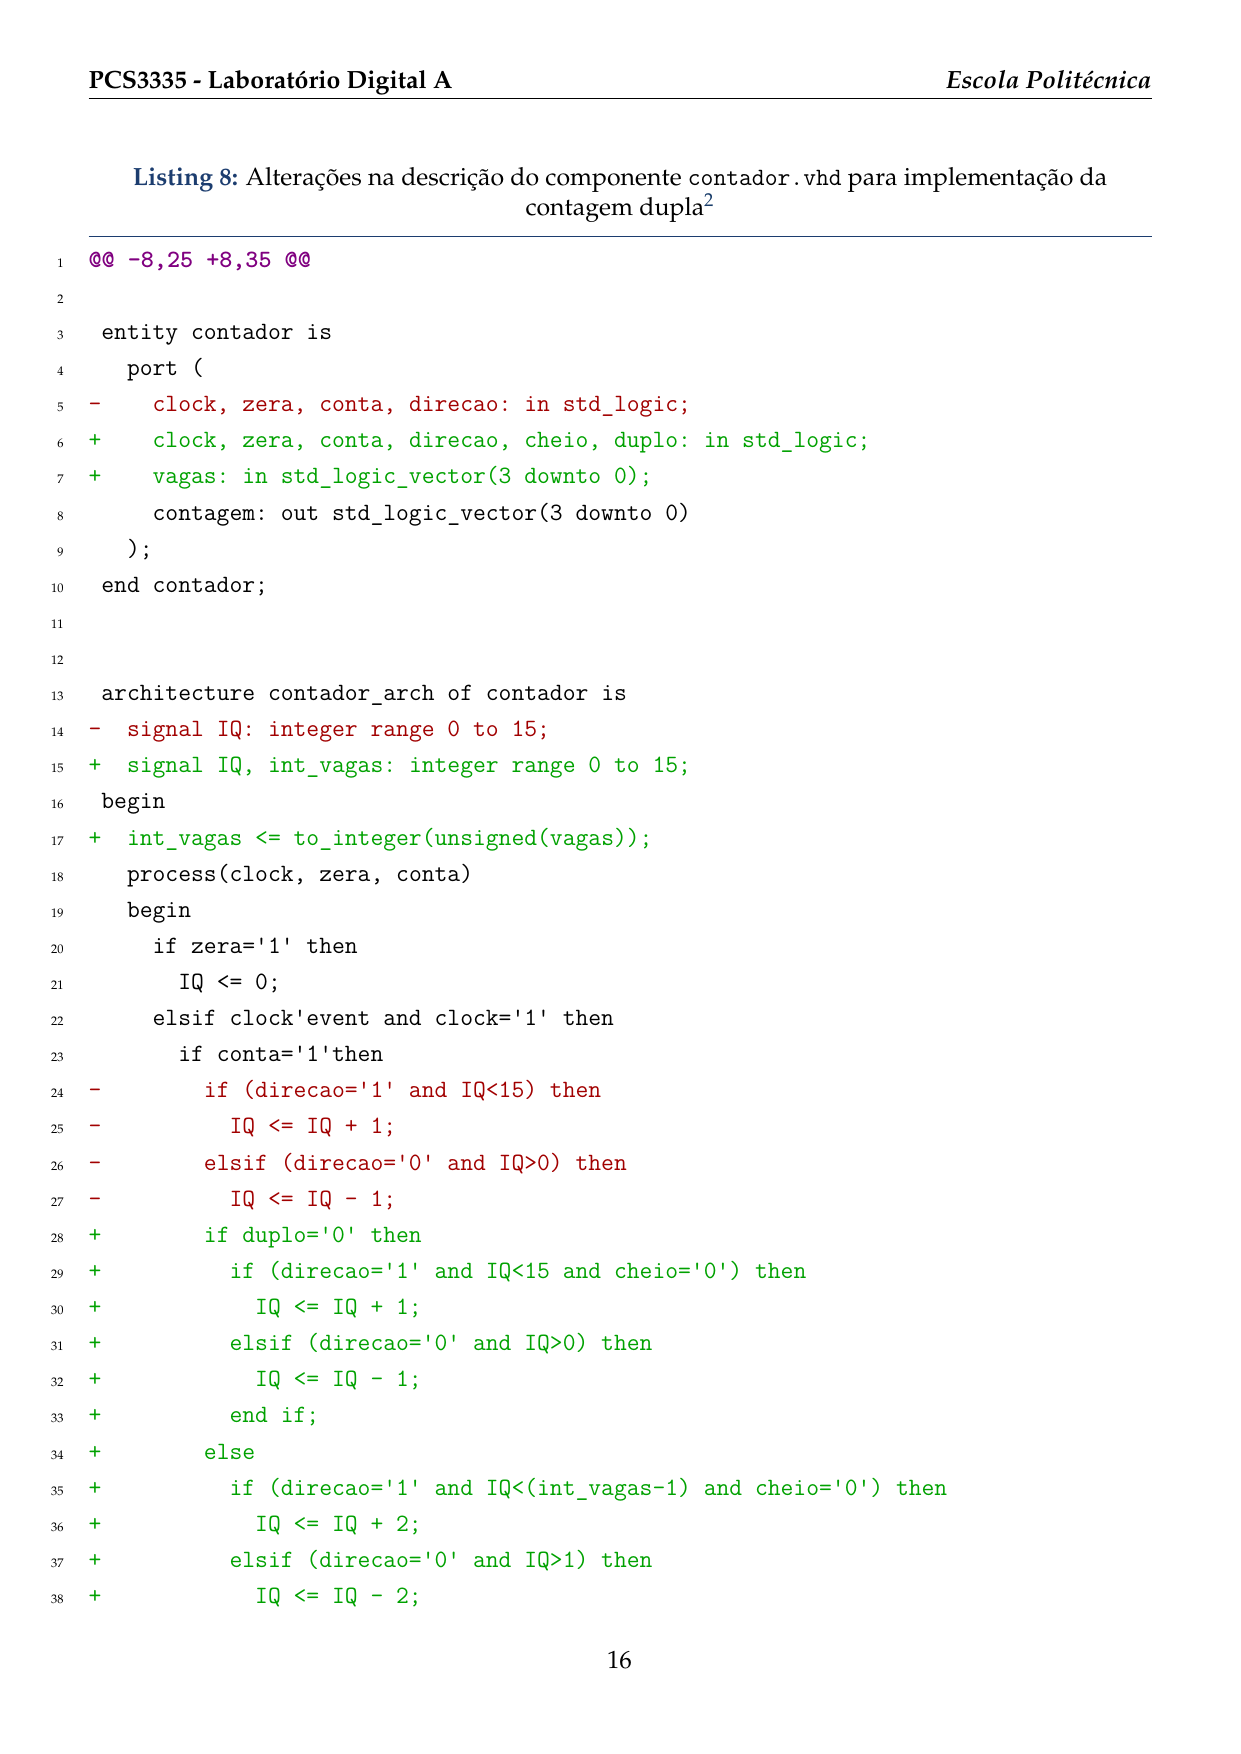 PCS3335 - Laboratório Digital A Escola Politécnica
Listing 8: Alterações na descrição do componente contador.vhd para implementação da
contagem dupla2
1 @@ -8,25 +8,35 @@
2
3 entity contador is
4 port (
5 - clock, zera, conta, direcao: in std_logic;
6 + clock, zera, conta, direcao, cheio, duplo: in std_logic;
7 + vagas: in std_logic_vector(3 downto 0);
8 contagem: out std_logic_vector(3 downto 0)
9 );
10 end contador;
11
12
13 architecture contador_arch of contador is
14 - signal IQ: integer range 0 to 15;
15 + signal IQ, int_vagas: integer range 0 to 15;
16 begin
17 + int_vagas <= to_integer(unsigned(vagas));
18 process(clock, zera, conta)
19 begin
20 if zera='1' then
21 IQ <= 0;
22 elsif clock'event and clock='1' then
23 if conta='1'then
24 - if (direcao='1' and IQ<15) then
25 - IQ <= IQ + 1;
26 - elsif (direcao='0' and IQ>0) then
27 - IQ <= IQ - 1;
28 + if duplo='0' then
29 + if (direcao='1' and IQ<15 and cheio='0') then
30 + IQ <= IQ + 1;
31 + elsif (direcao='0' and IQ>0) then
32 + IQ <= IQ - 1;
33 + end if;
34 + else
35 + if (direcao='1' and IQ<(int_vagas-1) and cheio='0') then
36 + IQ <= IQ + 2;
37 + elsif (direcao='0' and IQ>1) then
38 + IQ <= IQ - 2;
16